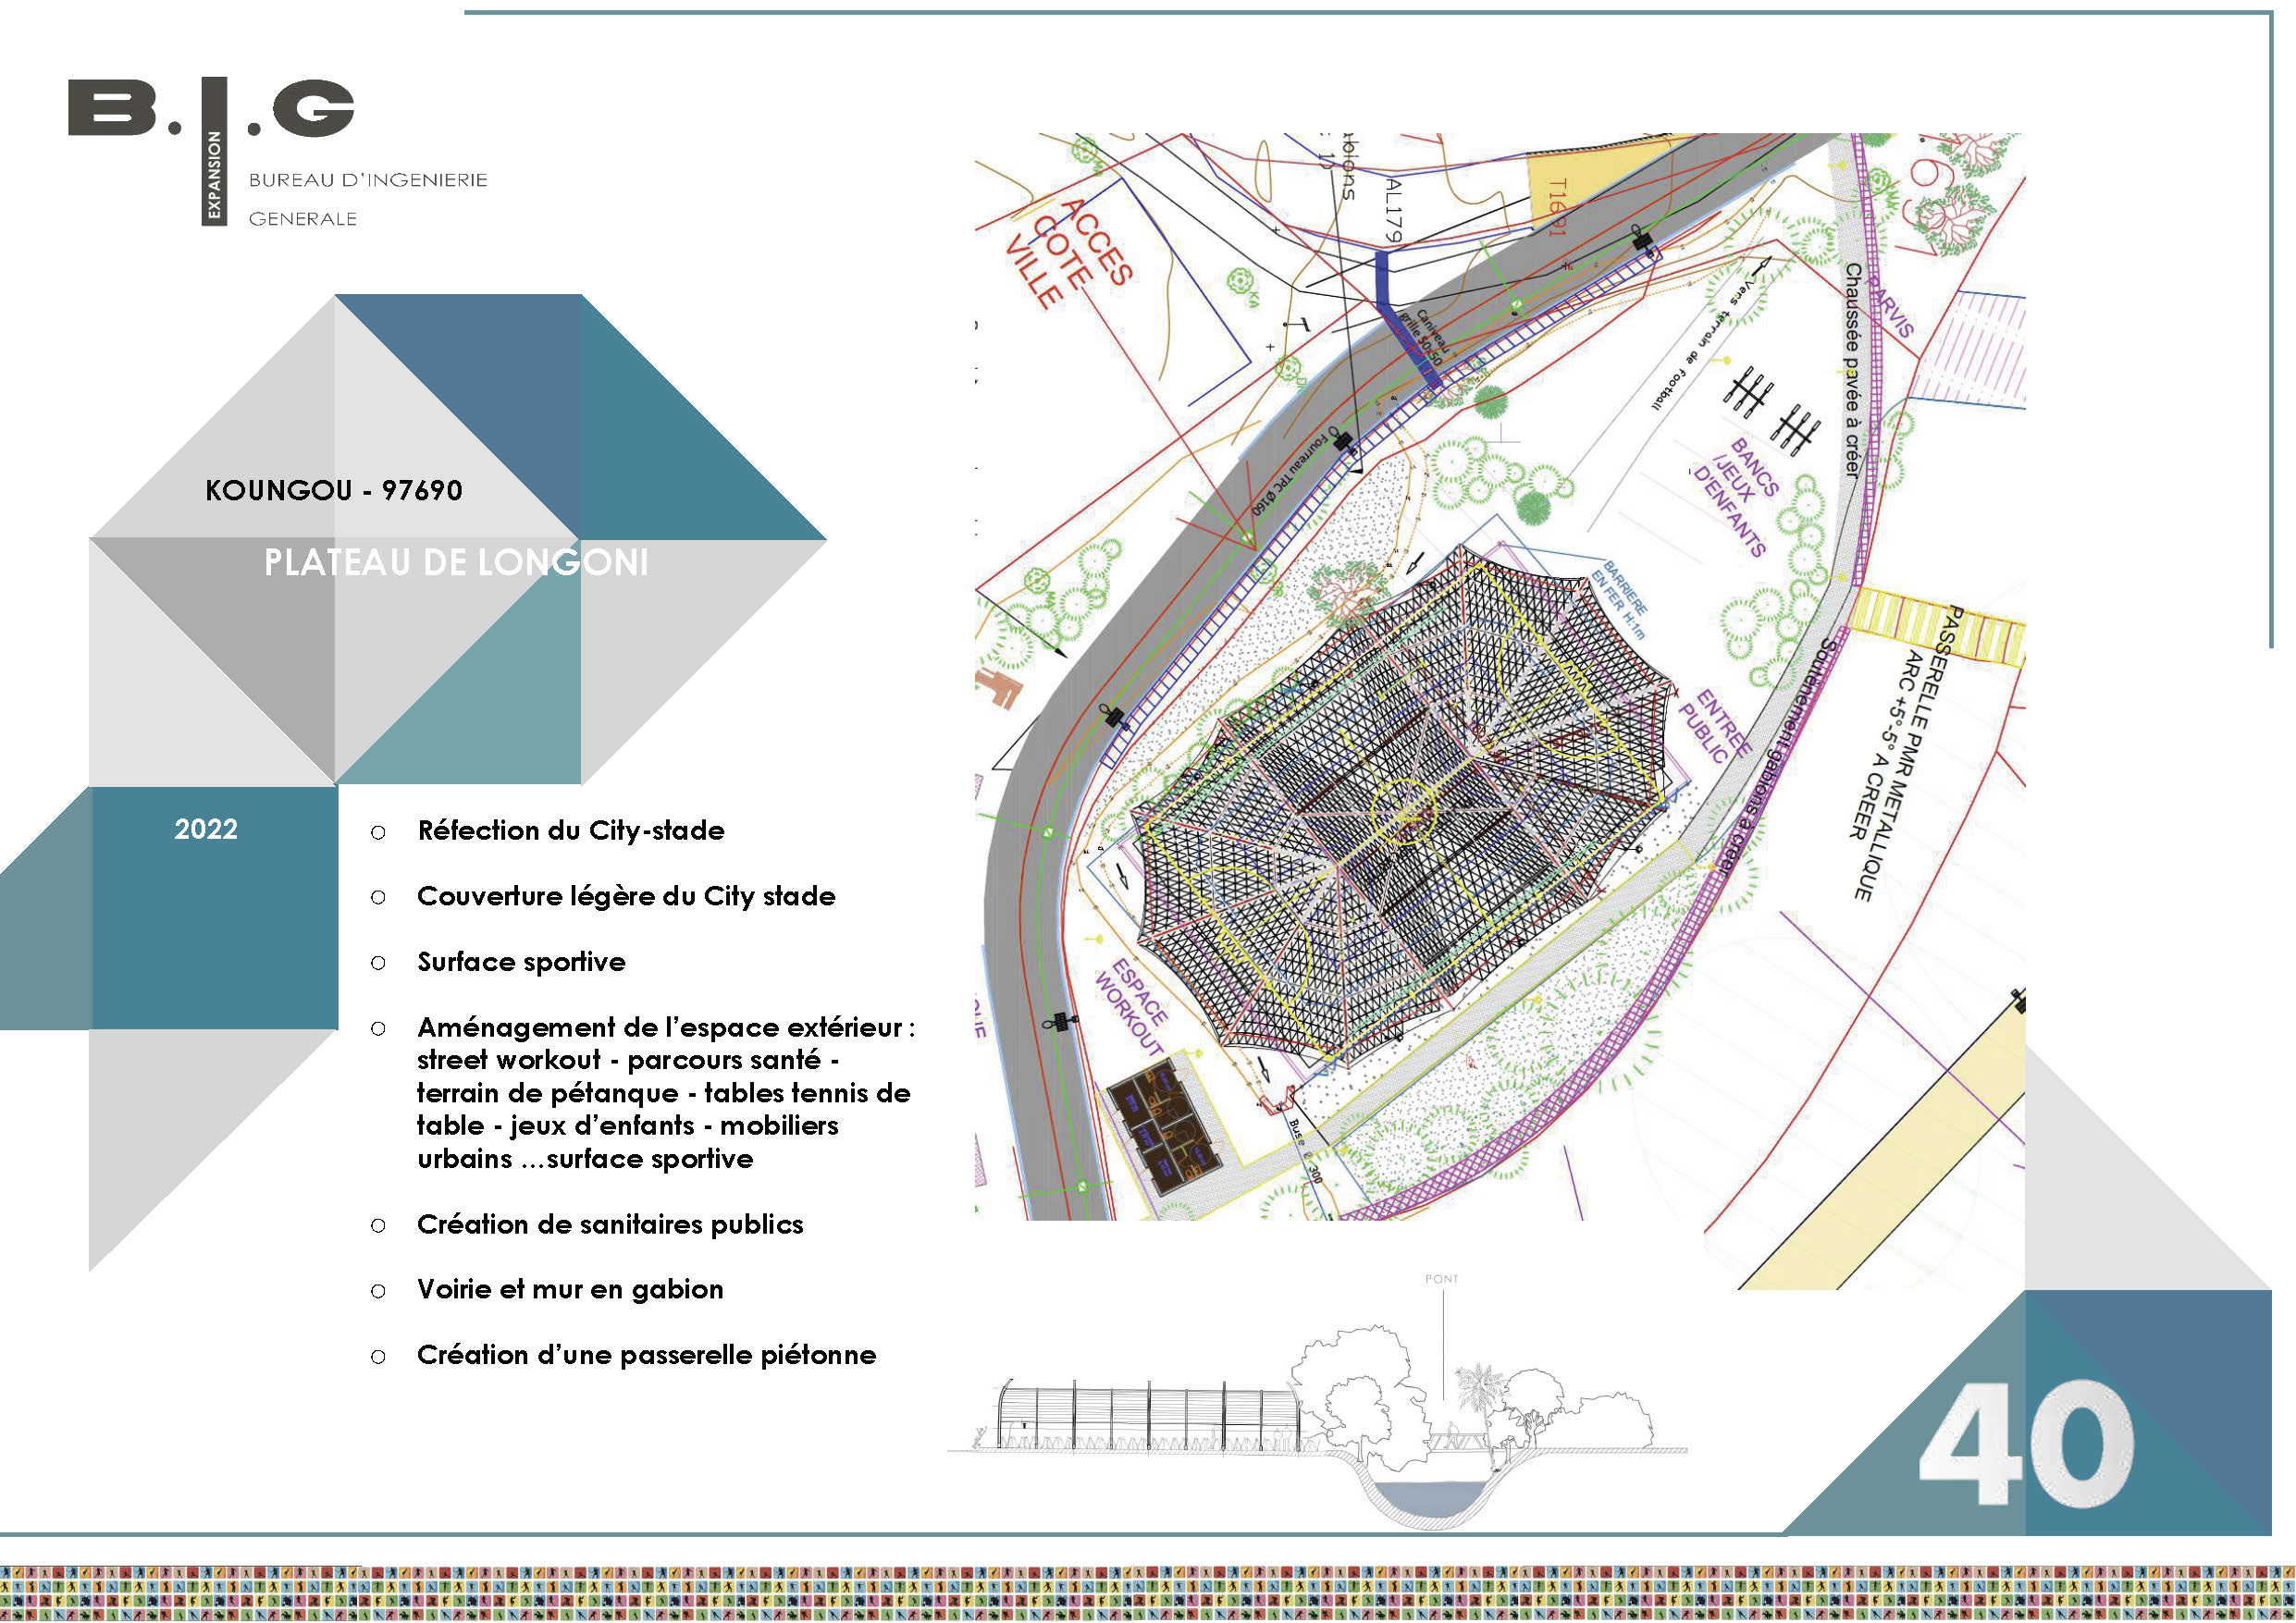 B.I.G
EXPANSION
BUREAU D'INGENIERIE
GENERALE
KOUNGOU - 97690
PLATEAU DE LONGONI
2022
○ Réfection du City-stade
○ Couverture légère du City stade
○ Surface sportive
○ Aménagement de l'espace extérieur :
street workout - parcours santé -
terrain de pétanque - tables tennis de
table - jeux d'enfants - mobiliers
urbains ...surface sportive
○ Création de sanitaires publics
○ Voirie et mur en gabion
○ Création d'une passerelle piétonne
ACCES
COTE
VILLE
AL179
T1691
Caniveau
grille 50:50
Fourreau TPC Ø160
Vers terrain de Football
Chaussée pavée à créer
PARVIS
BANCS
/JEUX
D'ENFANTS
BARRIERE
EN FER H:1m
ENTREE
PUBLIC
Soutènement gabions à créer
PASSERELLE PMR METALLIQUE
ARC +5°-5° A CREER
ESPACE
WORKOUT
Buse ø 300
PONT
40